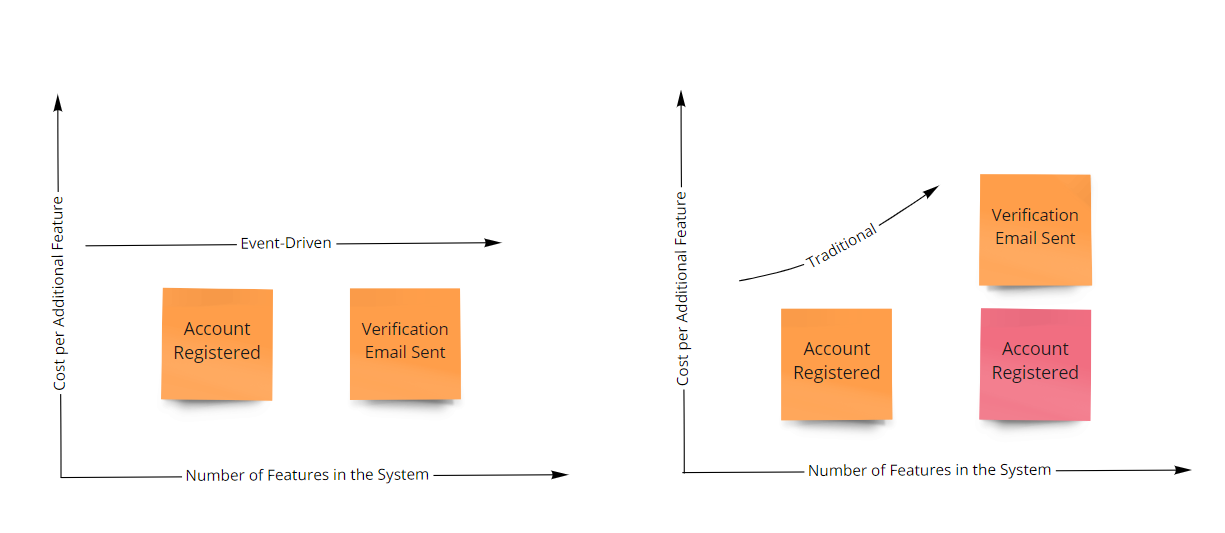 Cost per Additional Feature
Event-Driven
Account
Registered
Verification
Email Sent
Number of Features in the System
Cost per Additional Feature
Traditional
Verification
Email Sent
Account
Registered
Account
Registered
Number of Features in the System